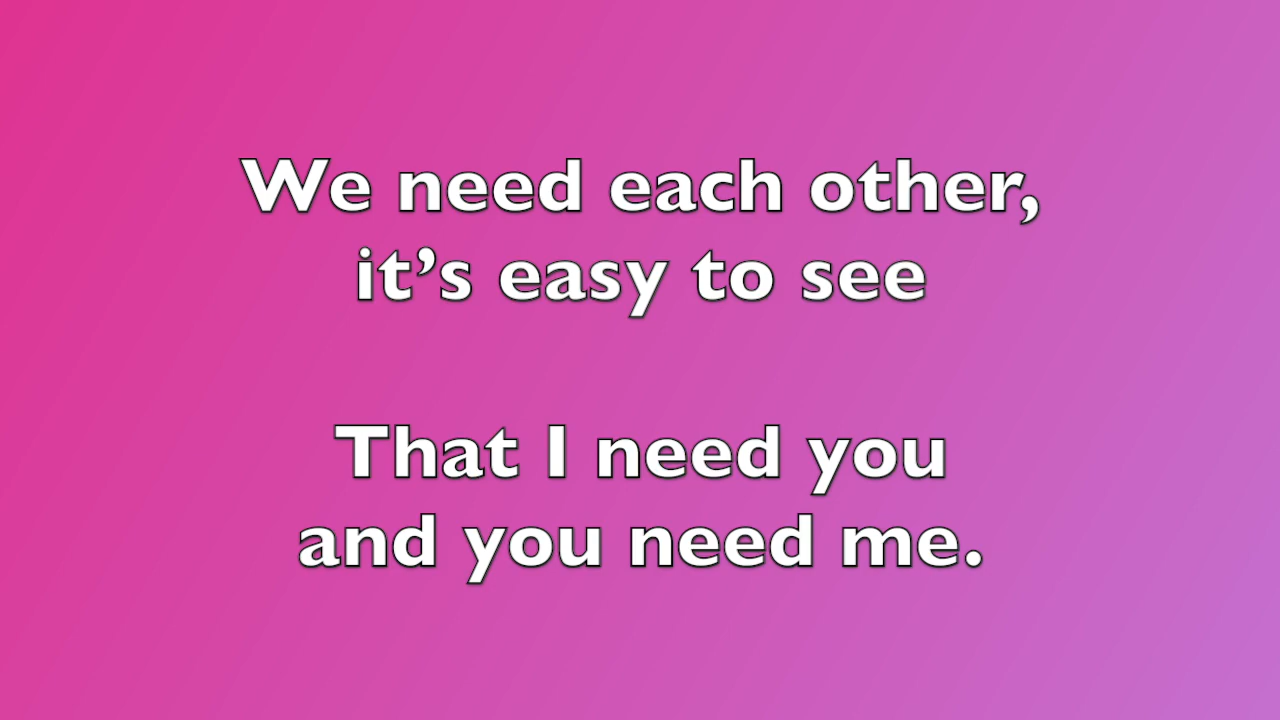 We need each other,
it’s easy to see
That I need you
and you need me.